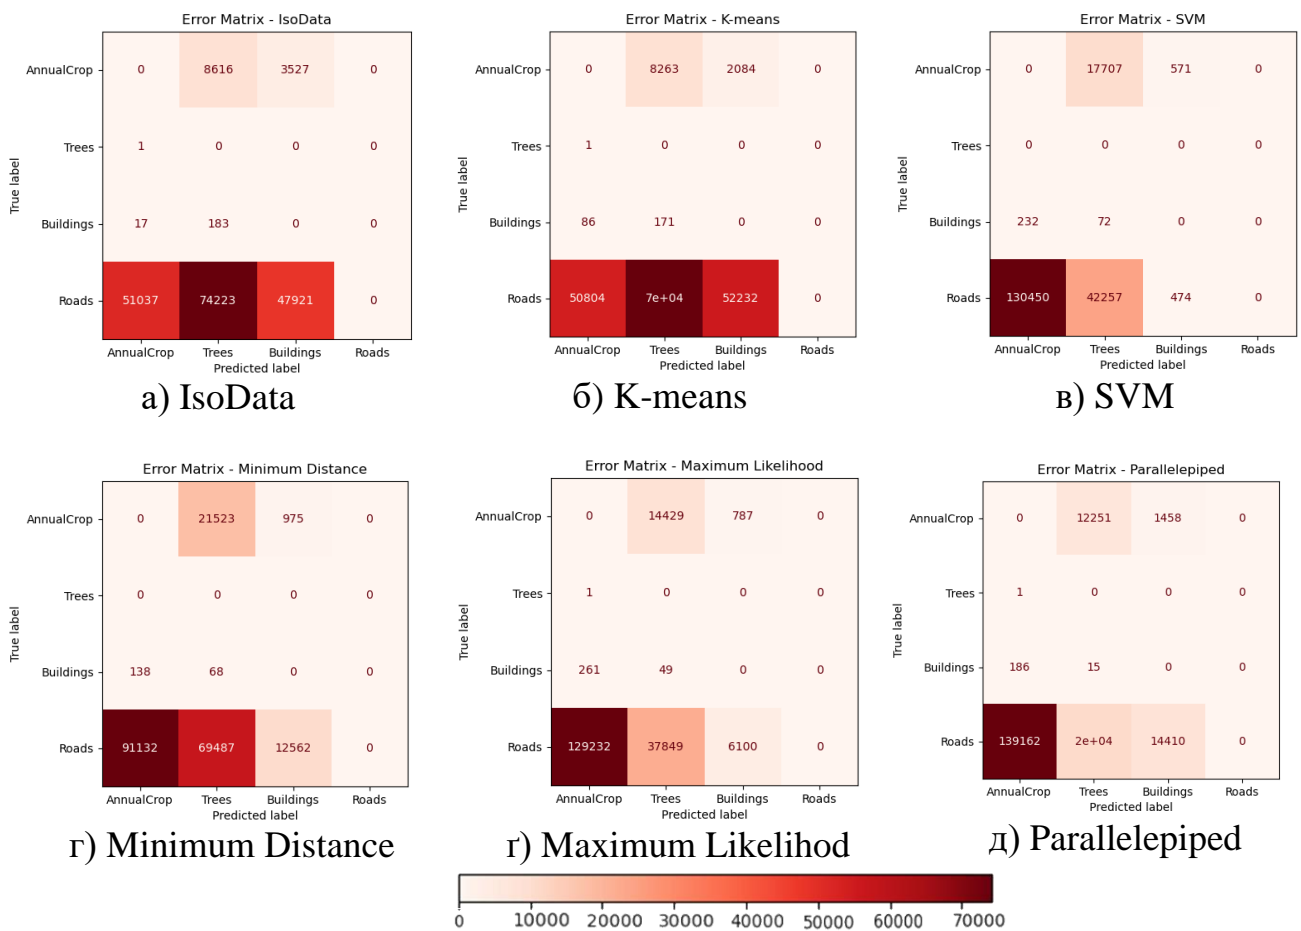 Error Matrix - IsoData
True label
AnnualCrop 0 8616 3527 0
Trees 1 0 0 0
Buildings 17 183 0 0
Roads 51037 74223 47921 0
AnnualCrop Trees Buildings Roads
Predicted label
а) IsoData
Error Matrix - K-means
True label
AnnualCrop 0 8263 2084 0
Trees 1 0 0 0
Buildings 86 171 0 0
Roads 50804 7e+04 52232 0
AnnualCrop Trees Buildings Roads
Predicted label
б) K-means
Error Matrix - SVM
True label
AnnualCrop 0 17707 571 0
Trees 0 0 0 0
Buildings 232 72 0 0
Roads 130450 42257 474 0
AnnualCrop Trees Buildings Roads
Predicted label
в) SVM
Error Matrix - Minimum Distance
True label
AnnualCrop 0 21523 975 0
Trees 0 0 0 0
Buildings 138 68 0 0
Roads 91132 69487 12562 0
AnnualCrop Trees Buildings Roads
Predicted label
г) Minimum Distance
Error Matrix - Maximum Likelihood
True label
AnnualCrop 0 14429 787 0
Trees 1 0 0 0
Buildings 261 49 0 0
Roads 129232 37849 6100 0
AnnualCrop Trees Buildings Roads
Predicted label
ґ) Maximum Likelihod
Error Matrix - Parallelepiped
True label
AnnualCrop 0 12251 1458 0
Trees 1 0 0 0
Buildings 186 15 0 0
Roads 139162 2e+04 14410 0
AnnualCrop Trees Buildings Roads
Predicted label
д) Parallelepiped
0 10000 20000 30000 40000 50000 60000 70000